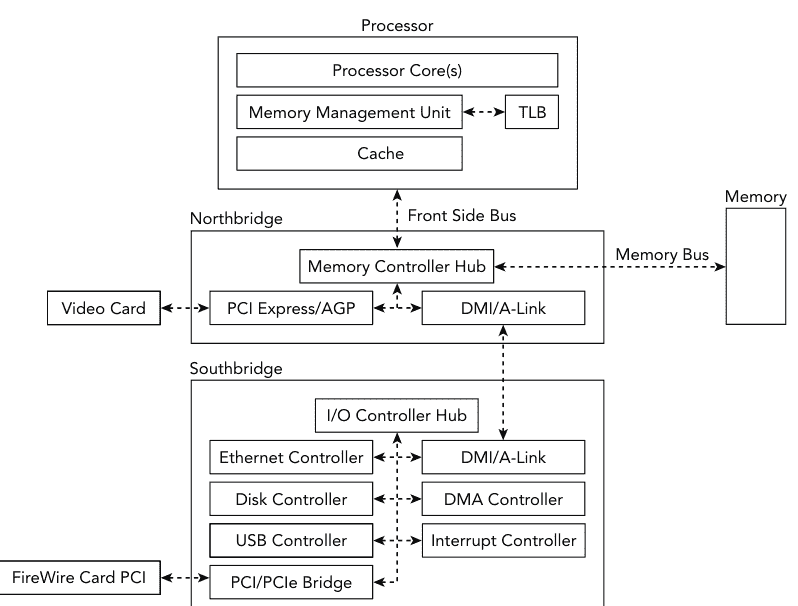 Processor
Processor Core(s)
Memory Management Unit
TLB
Cache
Front Side Bus
Northbridge
Memory
Memory Controller Hub
Memory Bus
Video Card
PCI Express/AGP
DMI/A-Link
Southbridge
I/O Controller Hub
Ethernet Controller
DMI/A-Link
Disk Controller
DMA Controller
USB Controller
Interrupt Controller
FireWire Card PCI
PCI/PCIe Bridge